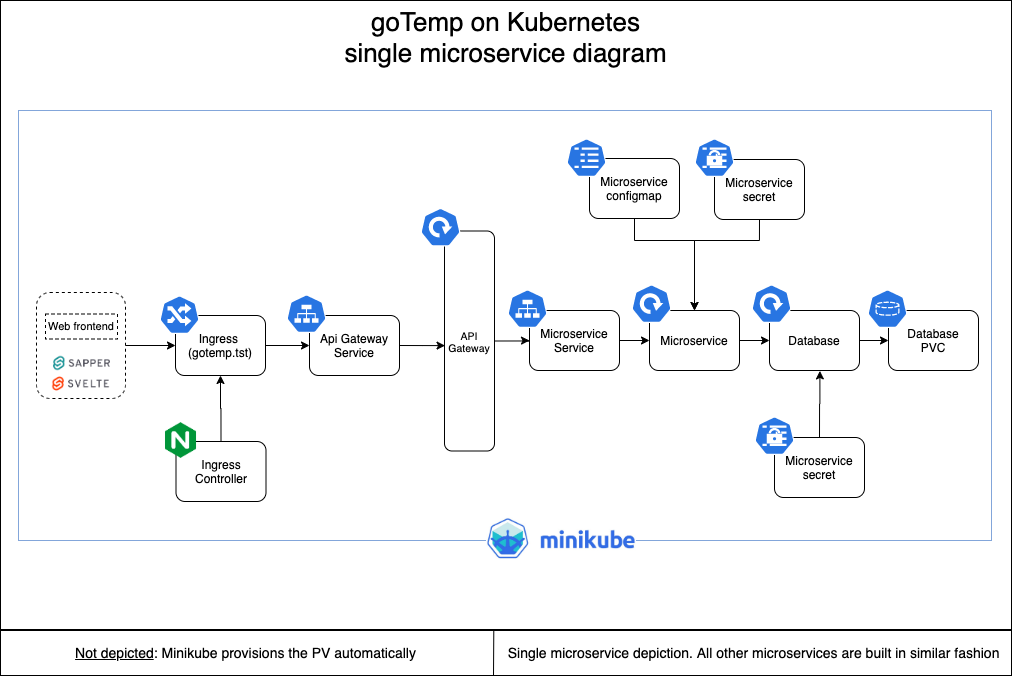 goTemp on Kubernetes
single microservice diagram
Microservice
configmap
Microservice
secret
Web frontend
SAPPER
SVELTE
Ingress
(gotemp.tst)
Api Gateway
Service
API
Gateway
Microservice
Service
Microservice
Database
Database
PVC
N
Ingress
Controller
Microservice
secret
minikube
Not depicted: Minikube provisions the PV automatically
Single microservice depiction. All other microservices are built in similar fashion